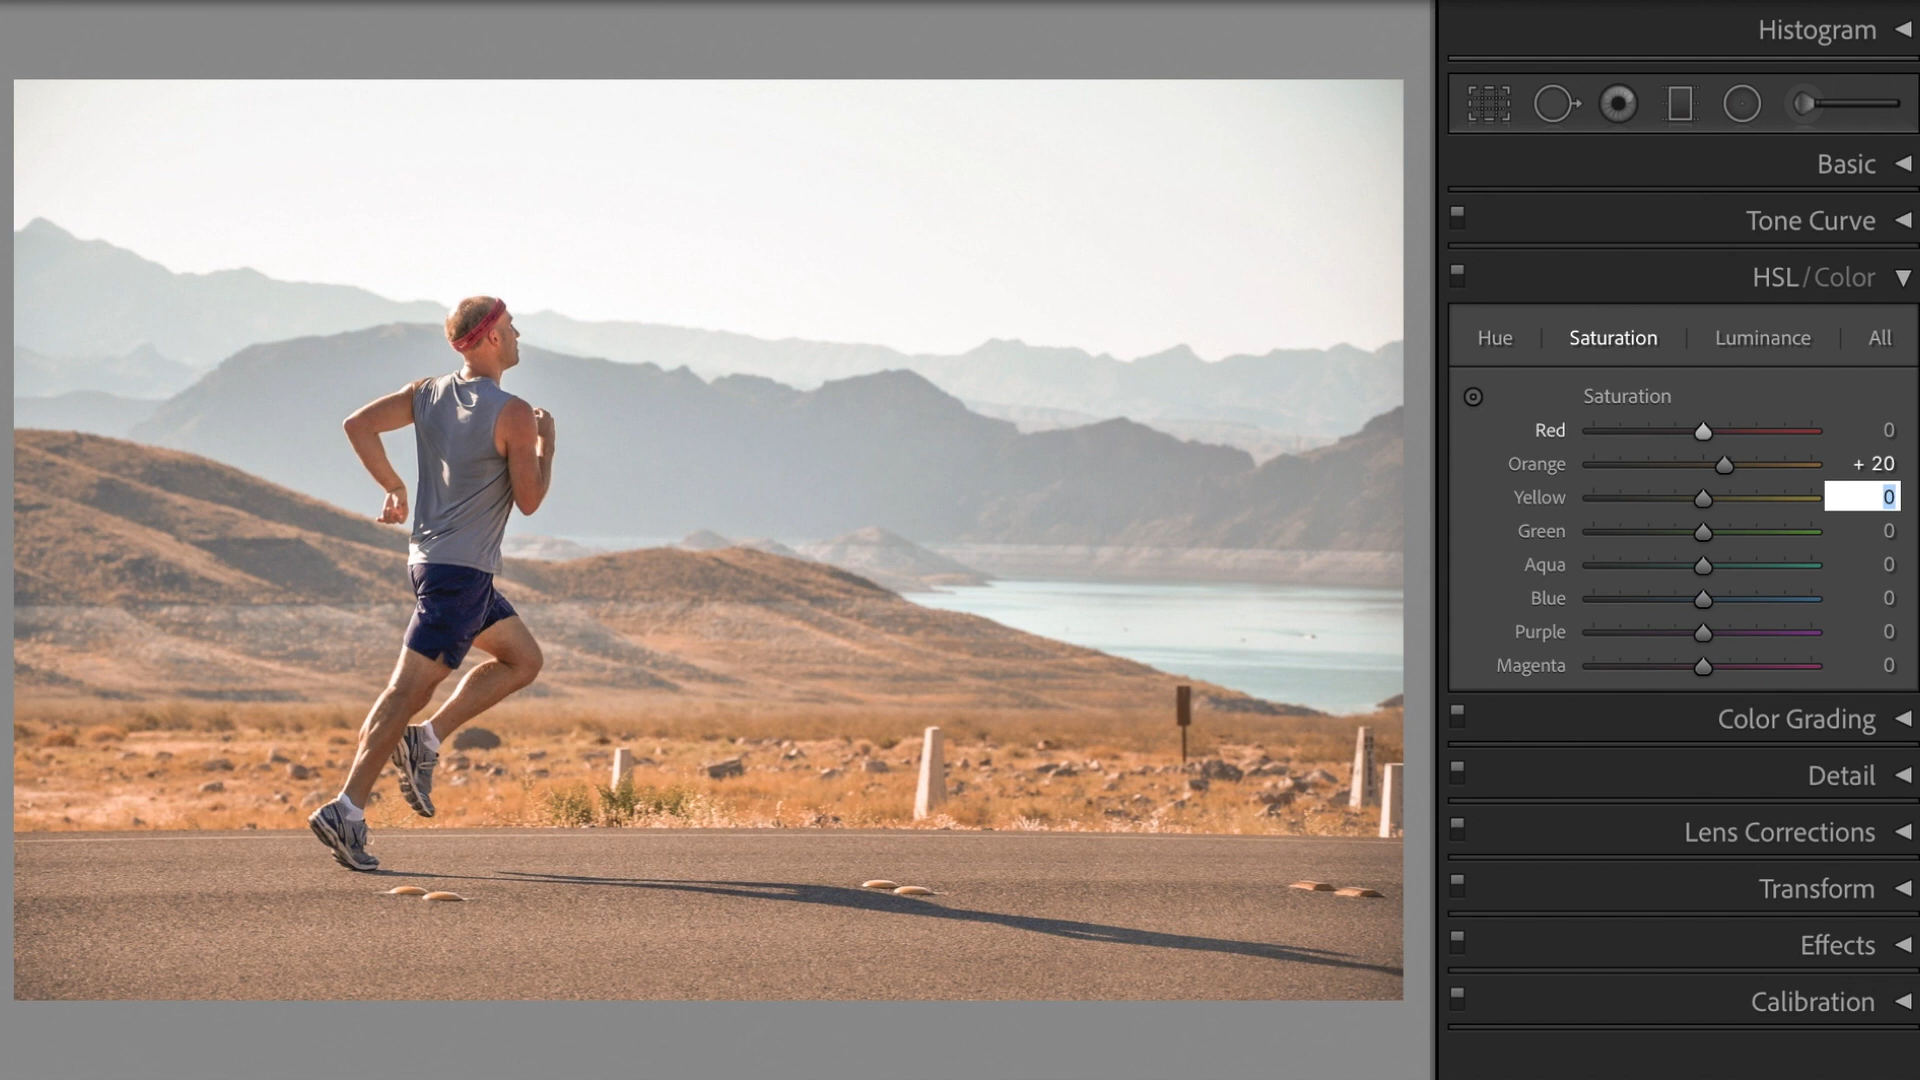 Histogram
Basic
Tone Curve
HSL / Color
Hue Saturation Luminance All
Saturation
Red 0
Orange + 20
Yellow 0
Green 0
Aqua 0
Blue 0
Purple 0
Magenta 0
Color Grading
Detail
Lens Corrections
Transform
Effects
Calibration